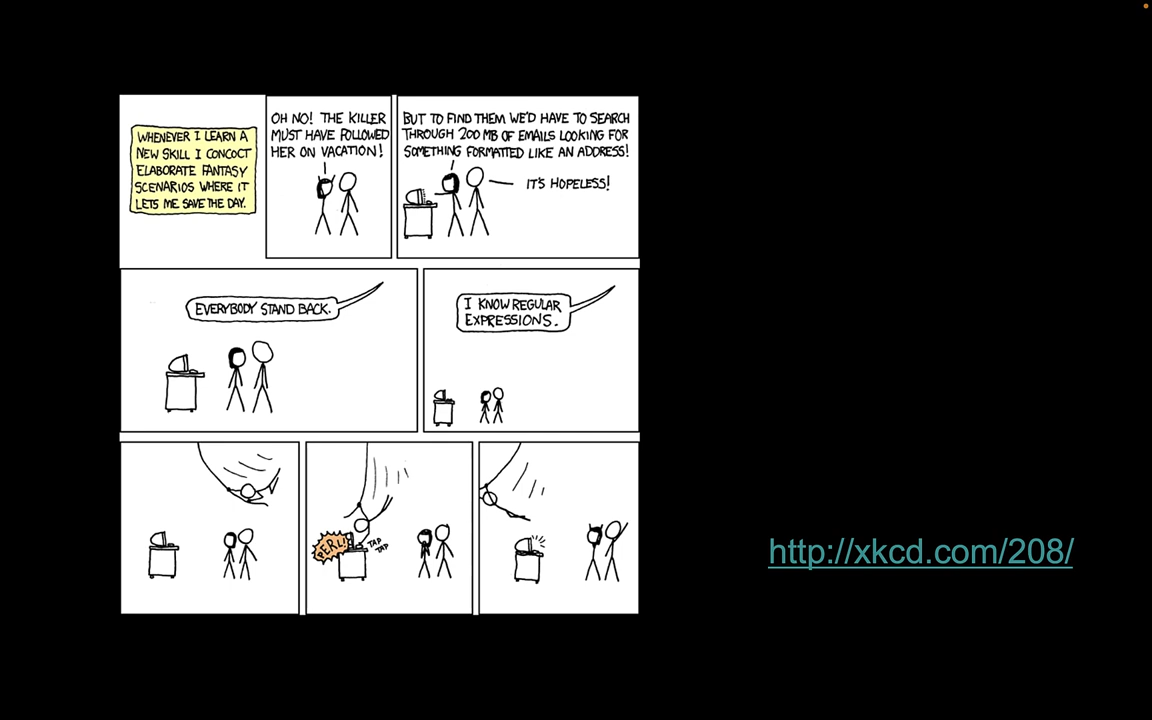 WHENEVER I LEARN A
NEW SKILL I CONCOCT
ELABORATE FANTASY
SCENARIOS WHERE IT
LETS ME SAVE THE DAY.
OH NO! THE KILLER
MUST HAVE FOLLOWED
HER ON VACATION!
BUT TO FIND THEM WE'D HAVE TO SEARCH
THROUGH 200 MB OF EMAILS LOOKING FOR
SOMETHING FORMATTED LIKE AN ADDRESS!
IT'S HOPELESS!
EVERYBODY STAND BACK.
I KNOW REGULAR
EXPRESSIONS.
PERL!
TAP
TAP
http://xkcd.com/208/